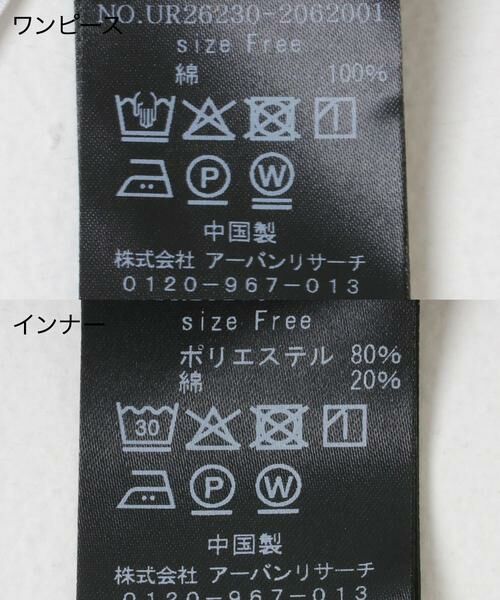 ワンピース
NO.UR26230-2062001
size Free
綿 100%
P W
中国製
株式会社 アーバンリサーチ
0120-967-013
インナー
size Free
ポリエステル 80%
綿 20%
30
P W
中国製
株式会社 アーバンリサーチ
0120-967-013